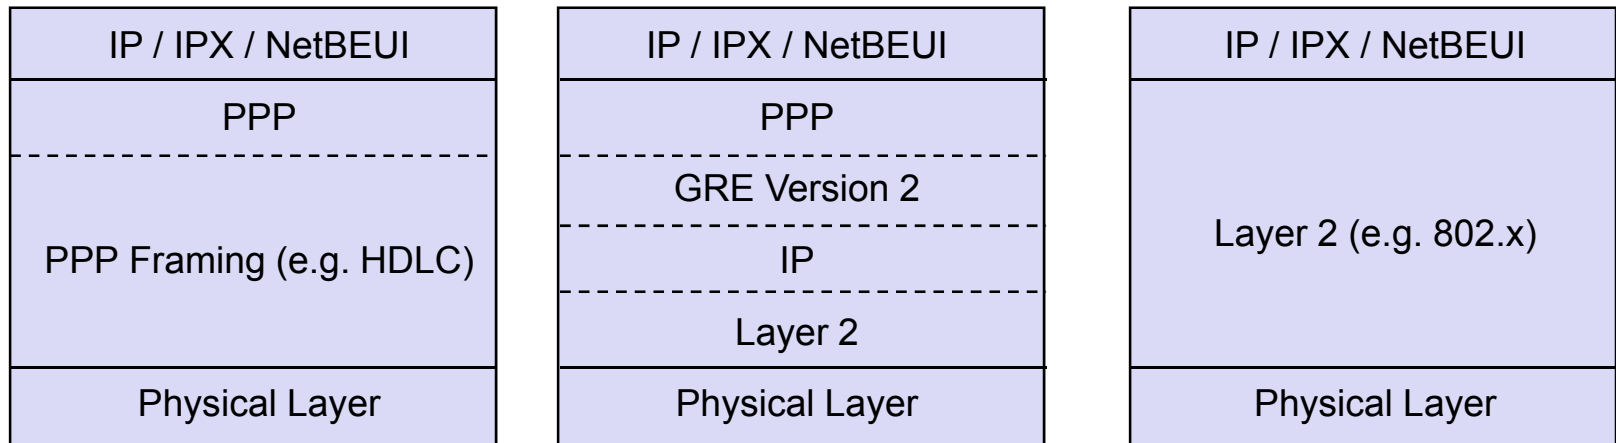 IP / IPX / NetBEUI
PPP
PPP Framing (e.g. HDLC)
Physical Layer
IP / IPX / NetBEUI
PPP
GRE Version 2
IP
Layer 2
Physical Layer
IP / IPX / NetBEUI
Layer 2 (e.g. 802.x)
Physical Layer